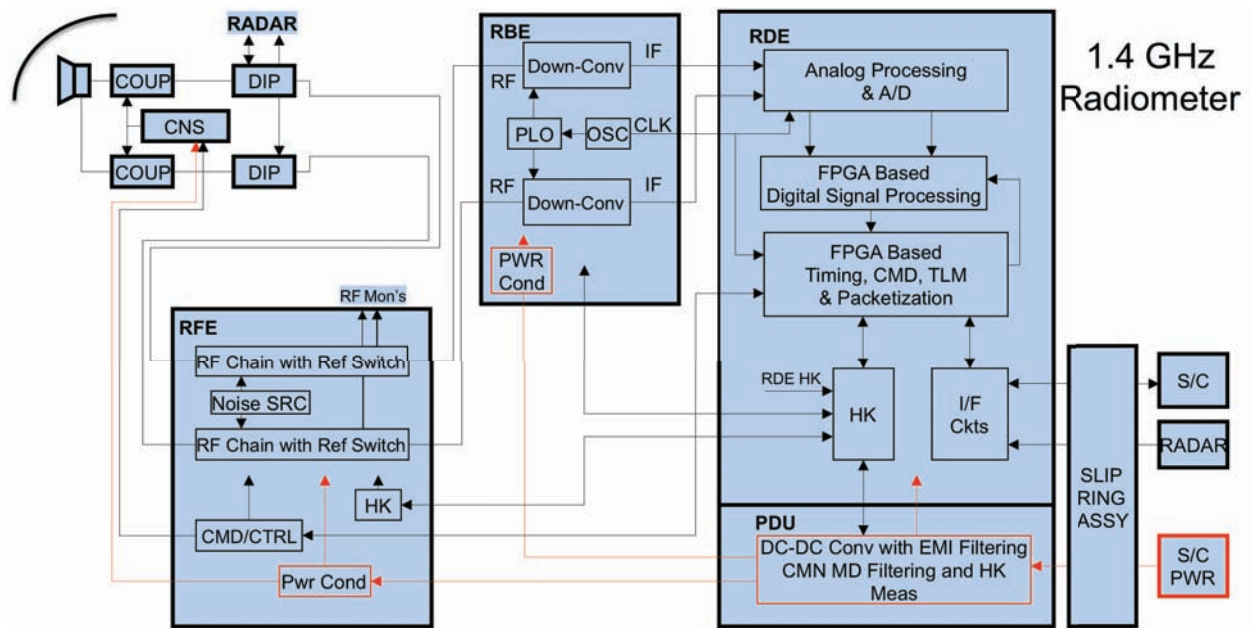 RADAR
COUP
DIP
CNS
COUP
DIP
RBE
Down-Conv
IF
RF
PLO
OSC
CLK
RF
IF
Down-Conv
PWR
Cond
RDE
Analog Processing
& A/D
FPGA Based
Digital Signal Processing
FPGA Based
Timing, CMD, TLM
& Packetization
RDE HK
HK
I/F
Ckts
1.4 GHz
Radiometer
RF Mon's
RFE
RF Chain with Ref Switch
Noise SRC
RF Chain with Ref Switch
HK
CMD/CTRL
Pwr Cond
PDU
DC-DC Conv with EMI Filtering
CMN MD Filtering and HK
Meas
SLIP
RING
ASSY
S/C
RADAR
S/C
PWR